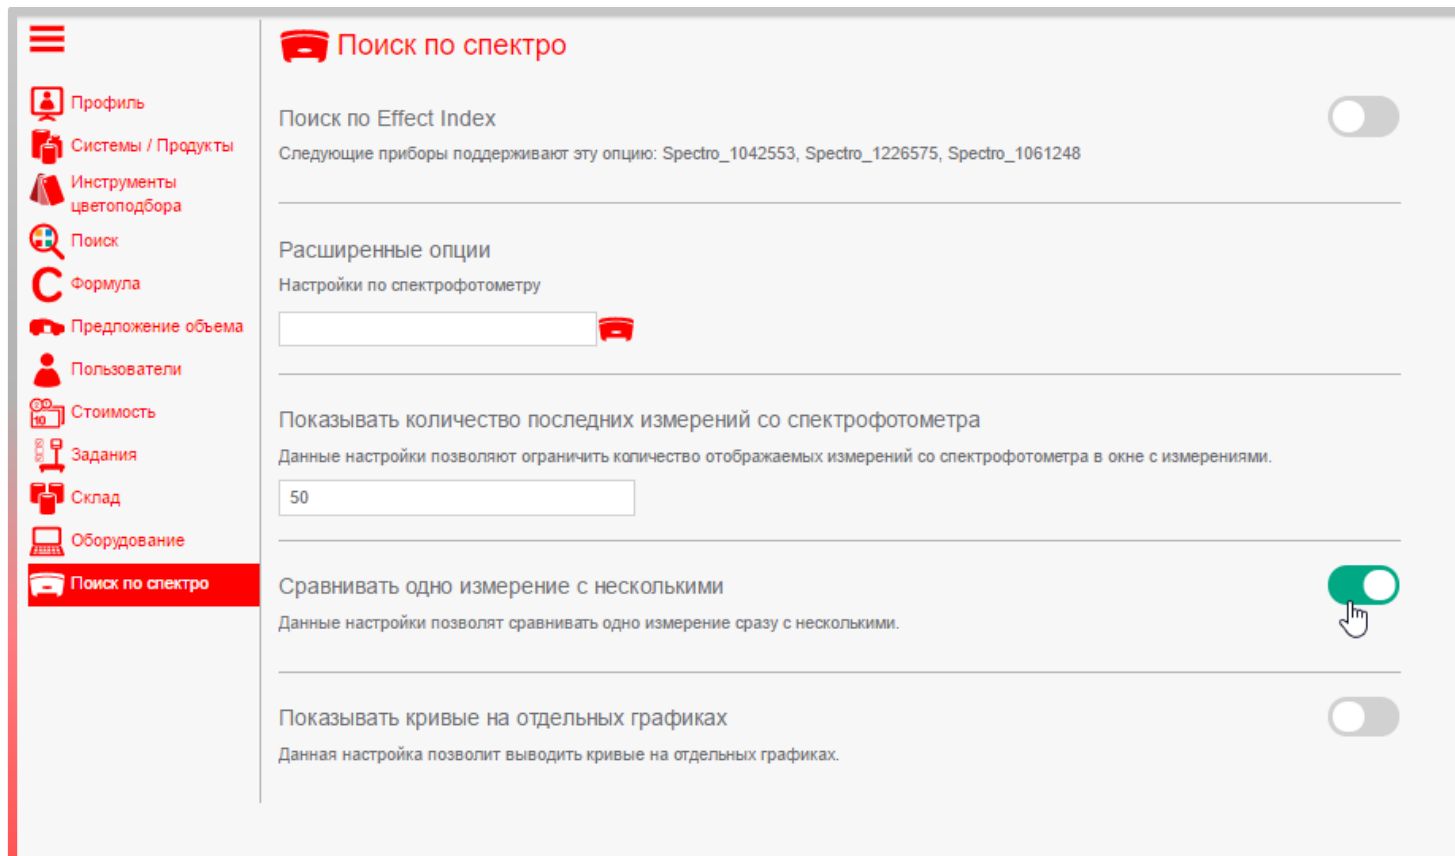 Поиск по спектро
Профиль
Системы / Продукты
Инструменты
цветоподбора
Поиск
Формула
Предложение объема
Пользователи
10
Стоимость
Задания
Склад
Оборудование
Поиск по спектро
Поиск по Effect Index
Следующие приборы поддерживают эту опцию: Spectro_1042553, Spectro_1226575, Spectro_1061248
Расширенные опции
Настройки по спектрофотометру
Показывать количество последних измерений со спектрофотометра
Данные настройки позволяют ограничить количество отображаемых измерений со спектрофотометра в окне с измерениями.
50
Сравнивать одно измерение с несколькими
Данные настройки позволят сравнивать одно измерение сразу с несколькими.
Показывать кривые на отдельных графиках
Данная настройка позволит выводить кривые на отдельных графиках.